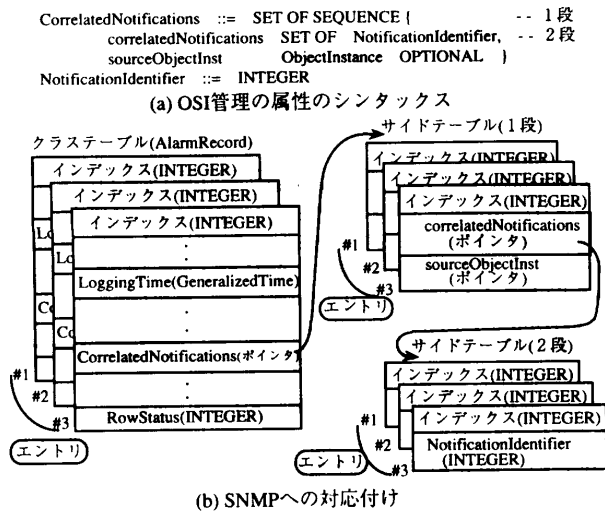 CorrelatedNotifications ::= SET OF SEQUENCE { -- 1段
correlatedNotifications SET OF NotificationIdentifier, -- 2段
sourceObjectInst ObjectInstance OPTIONAL }
NotificationIdentifier ::= INTEGER
(a) OSI管理の属性のシンタックス
クラステーブル(AlarmRecord)
インデックス(INTEGER)
インデックス(INTEGER)
インデックス(INTEGER)
:
Lo
Lo
LoggingTime(GeneralizedTime)
:
Co
Co
CorrelatedNotifications(ポインタ)
:
RowStatus(INTEGER)
#1
#2
#3
エントリ
サイドテーブル(1段)
インデックス(INTEGER)
インデックス(INTEGER)
インデックス(INTEGER)
correlatedNotifications
(ポインタ)
sourceObjectInst
(ポインタ)
#1
#2
#3
エントリ
サイドテーブル(2段)
インデックス(INTEGER)
インデックス(INTEGER)
インデックス(INTEGER)
NotificationIdentifier
(INTEGER)
#1
#2
#3
エントリ
(b) SNMPへの対応付け